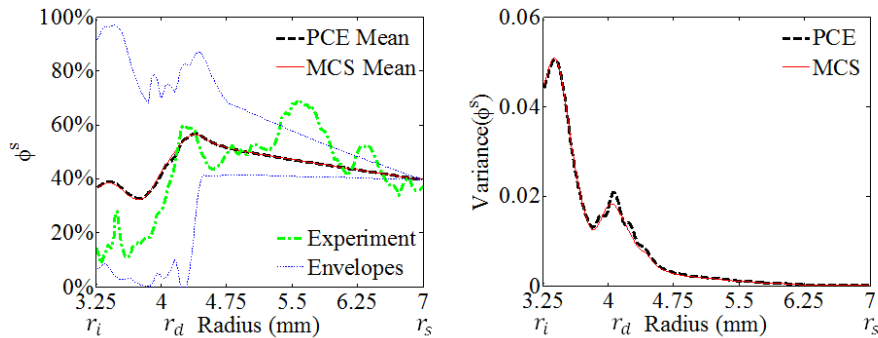 100%
80%
60%
40%
20%
0%
ϕˢ
PCE Mean
MCS Mean
Experiment
Envelopes
3.25 4 4.75 5.5 6.25 7
rᵢ r_d Radius (mm) rₛ
0.06
0.04
0.02
0
Variance(ϕˢ)
PCE
MCS
3.25 4 4.75 5.5 6.25 7
rᵢ r_d Radius (mm) rₛ